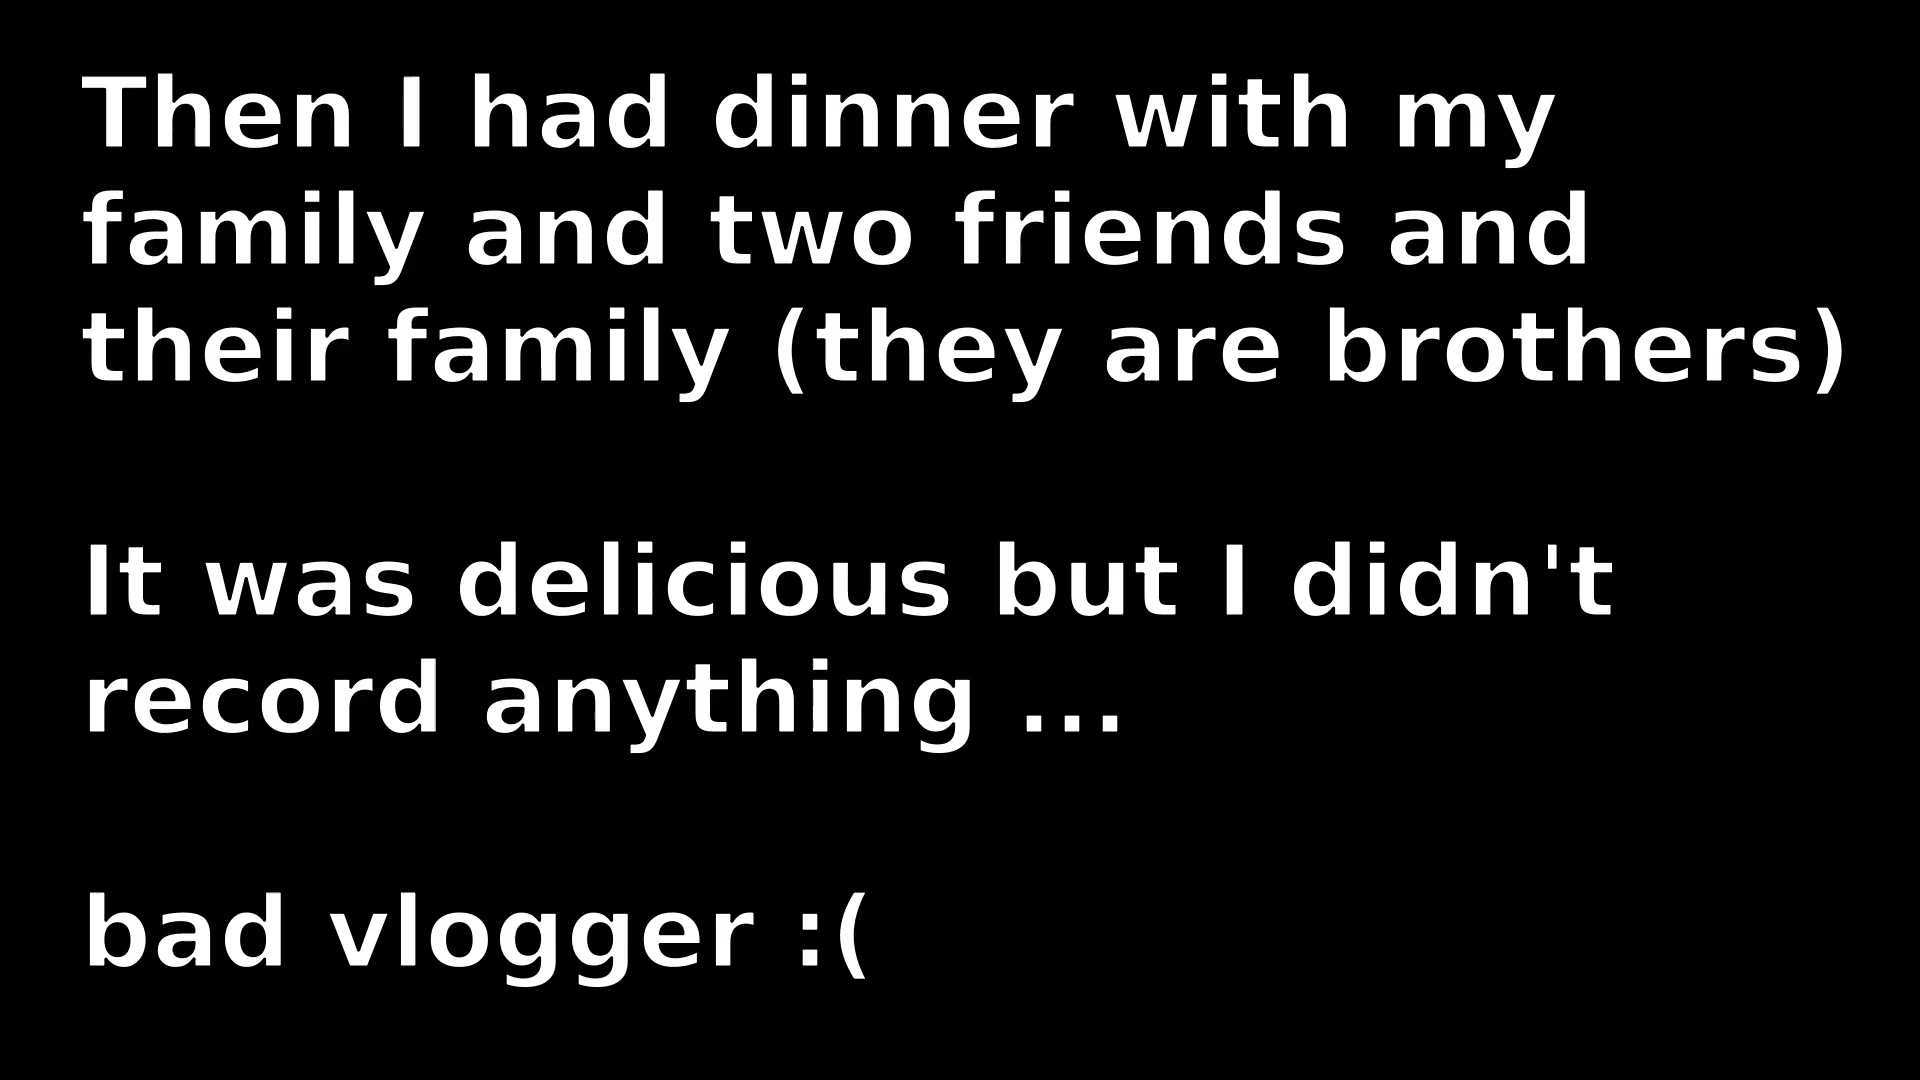 Then I had dinner with my
family and two friends and
their family (they are brothers)
It was delicious but I didn't
record anything ...
bad vlogger :(